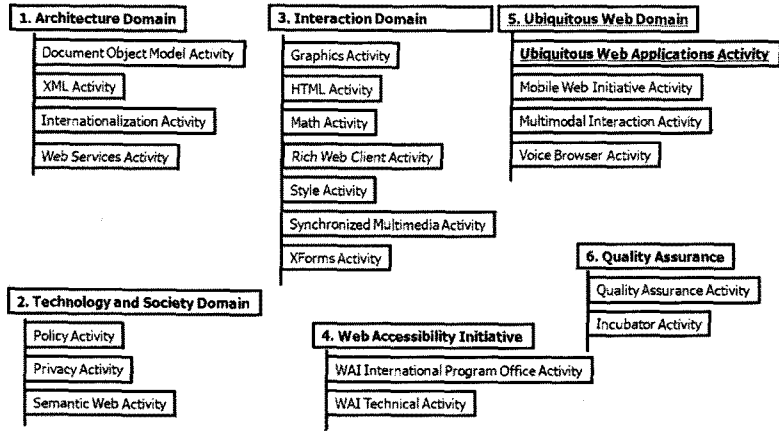 1. Architecture Domain
Document Object Model Activity
XML Activity
Internationalization Activity
Web Services Activity
2. Technology and Society Domain
Policy Activity
Privacy Activity
Semantic Web Activity
3. Interaction Domain
Graphics Activity
HTML Activity
Math Activity
Rich Web Client Activity
Style Activity
Synchronized Multimedia Activity
XForms Activity
4. Web Accessibility Initiative
WAI International Program Office Activity
WAI Technical Activity
5. Ubiquitous Web Domain
Ubiquitous Web Applications Activity
Mobile Web Initiative Activity
Multimodal Interaction Activity
Voice Browser Activity
6. Quality Assurance
Quality Assurance Activity
Incubator Activity